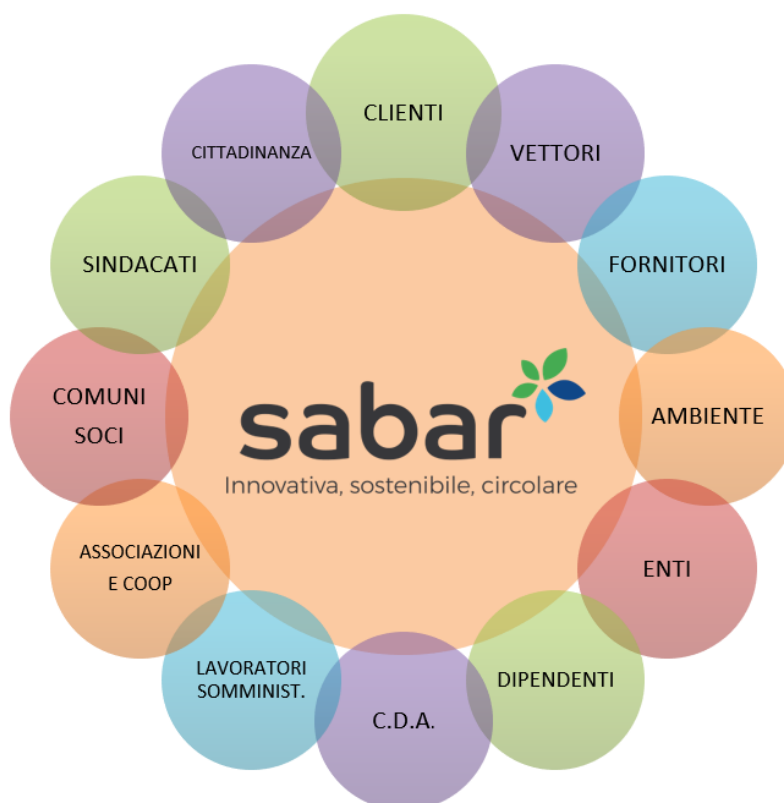 CLIENTI
VETTORI
FORNITORI
AMBIENTE
ENTI
DIPENDENTI
C.D.A.
LAVORATORI
SOMMINIST.
ASSOCIAZIONI
E COOP
COMUNI
SOCI
SINDACATI
CITTADINANZA
sabar
Innovativa, sostenibile, circolare